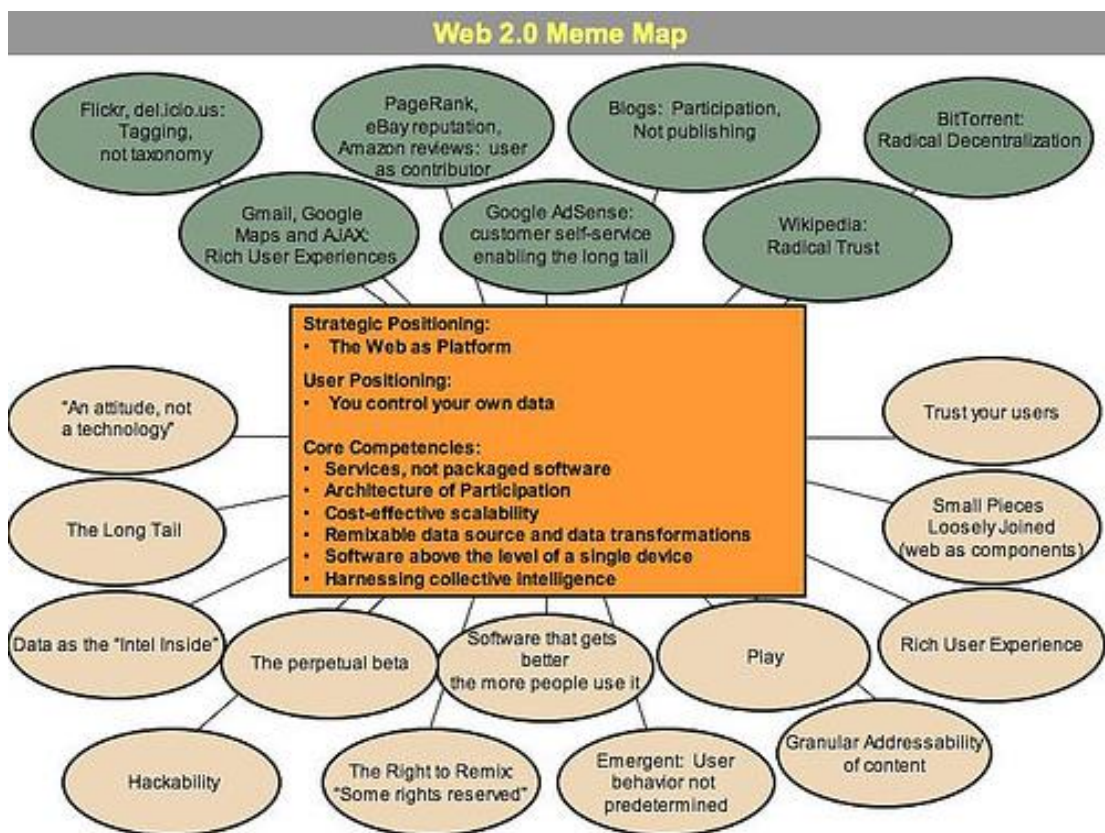 Web 2.0 Meme Map
Flickr, del.icio.us:
Tagging,
not taxonomy
PageRank,
eBay reputation,
Amazon reviews: user
as contributor
Blogs: Participation,
Not publishing
BitTorrent:
Radical Decentralization
Gmail, Google
Maps and AJAX:
Rich User Experiences
Google AdSense:
customer self-service
enabling the long tail
Wikipedia:
Radical Trust
Strategic Positioning:
• The Web as Platform
User Positioning:
• You control your own data
Core Competencies:
• Services, not packaged software
• Architecture of Participation
• Cost-effective scalability
• Remixable data source and data transformations
• Software above the level of a single device
• Harnessing collective intelligence
"An attitude, not
a technology"
Trust your users
The Long Tail
Small Pieces
Loosely Joined
(web as components)
Data as the "Intel Inside"
The perpetual beta
Software that gets
better
the more people use it
Play
Rich User Experience
Hackability
The Right to Remix:
"Some rights reserved"
Emergent: User
behavior not
predetermined
Granular Addressability
of content